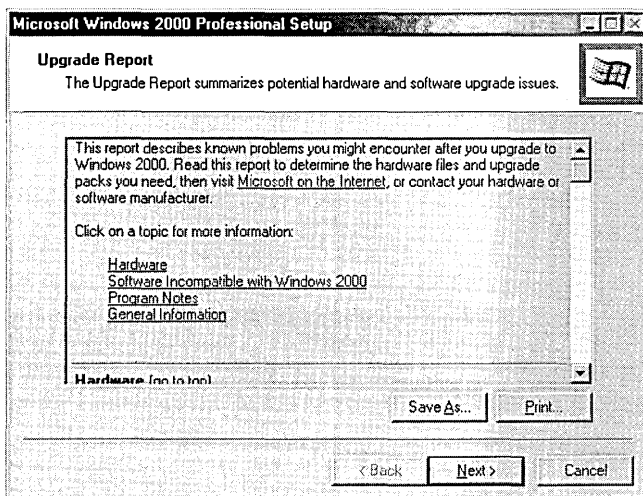 Microsoft Windows 2000 Professional Setup
Upgrade Report
The Upgrade Report summarizes potential hardware and software upgrade issues.
This report describes known problems you might encounter after you upgrade to
Windows 2000. Read this report to determine the hardware files and upgrade
packs you need, then visit Microsoft on the Internet, or contact your hardware or
software manufacturer.
Click on a topic for more information:
Hardware
Software Incompatible with Windows 2000
Program Notes
General Information
Hardware (go to top)
Save As... Print...
< Back Next > Cancel